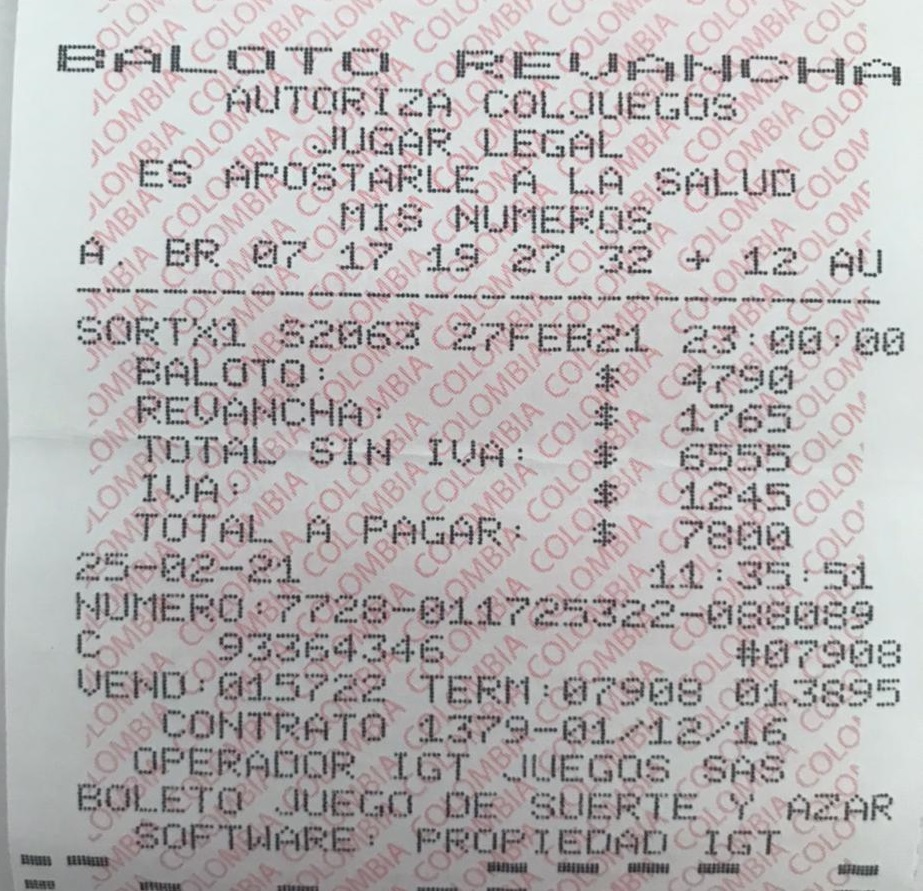 BALOTO REVANCHA
AUTORIZA COLJUEGOS
JUGAR LEGAL
ES APOSTARLE A LA SALUD
MIS NUMEROS
A. BR 07 17 19 27 32 + 12 AU
--------------------------------
SORTX1 S2063 27FEB21 23:00:00
BALOTO: $ 4790
REVANCHA: $ 1765
TOTAL SIN IVA: $ 6555
IVA: $ 1245
TOTAL A PAGAR: $ 7800
25-02-21 11:35:51
NUMERO:7728-011725322-088089
C 93364346 #07908
VEND:015722 TERM:07908 013895
CONTRATO 1379-01/12/16
OPERADOR IGT JUEGOS SAS
BOLETO JUEGO DE SUERTE Y AZAR
SOFTWARE: PROPIEDAD IGT